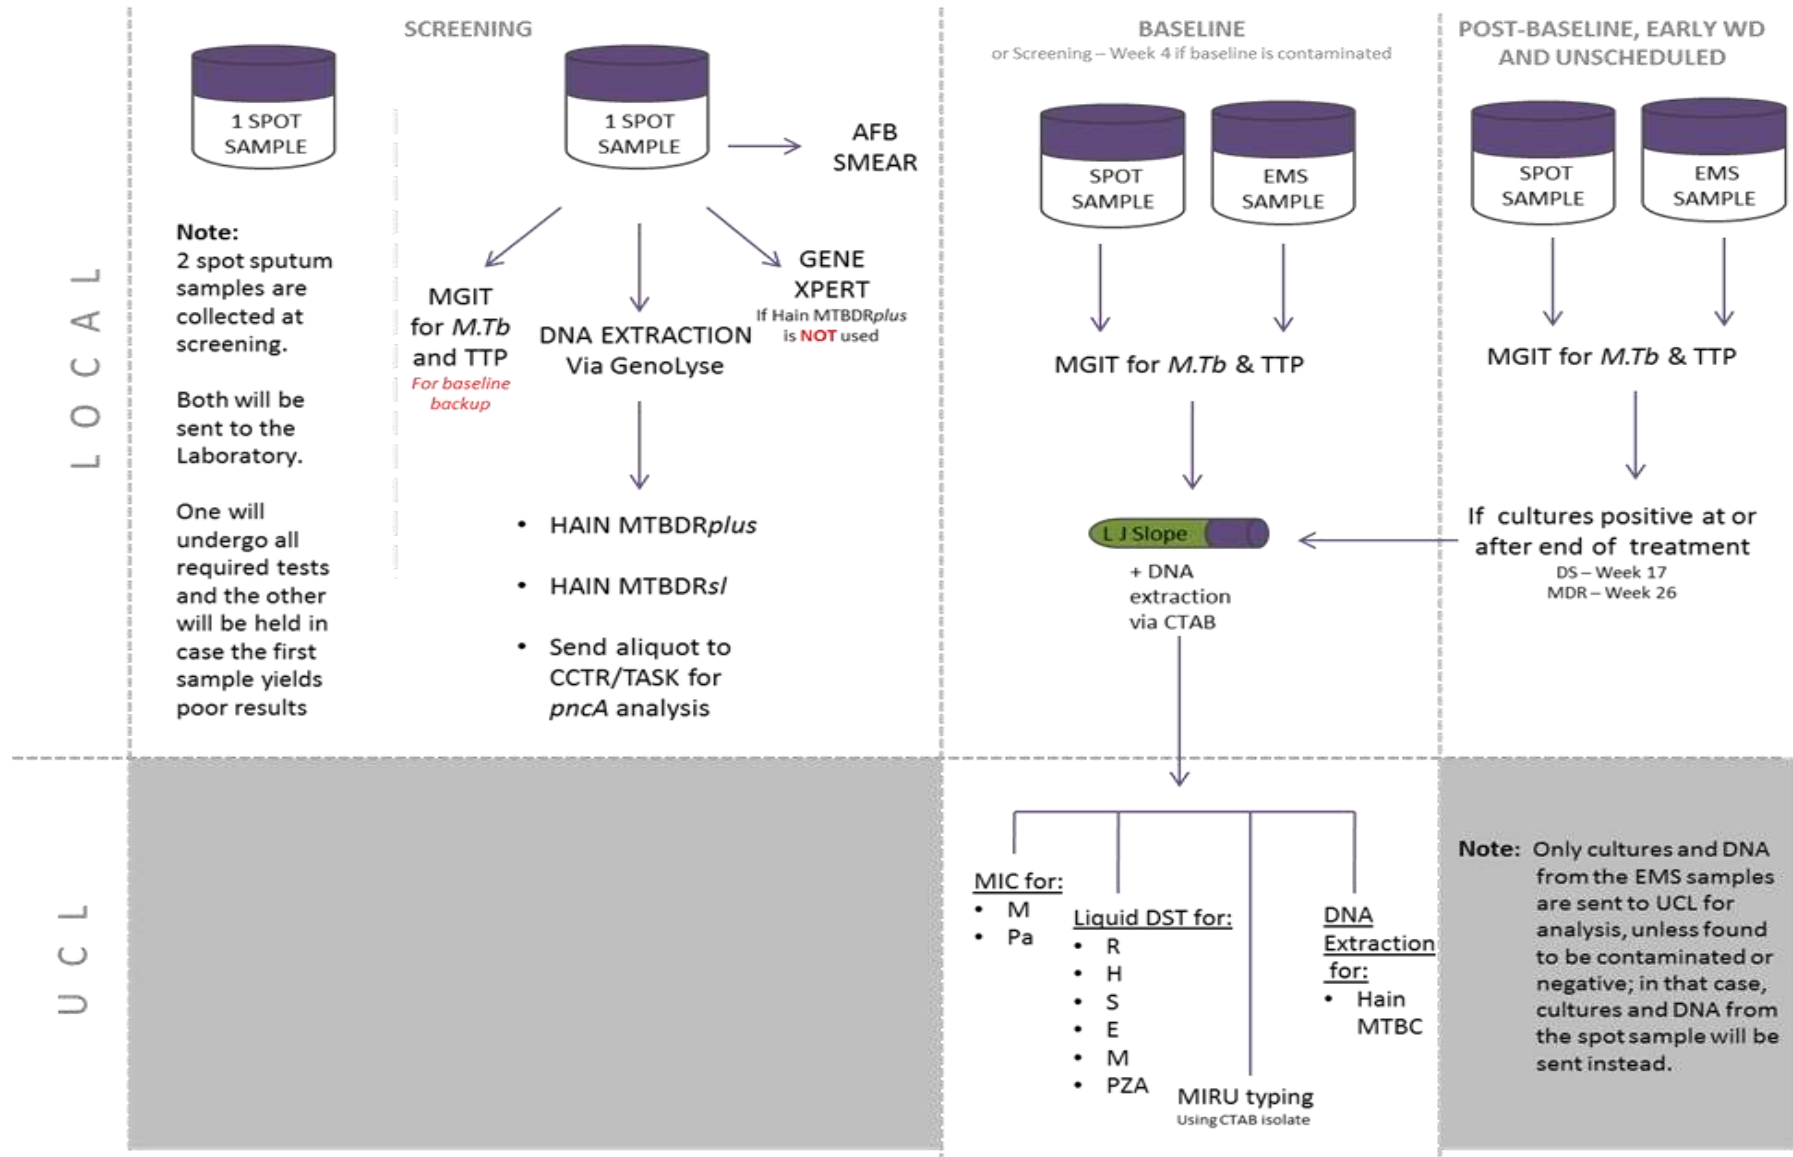 SCREENING
1 SPOT
SAMPLE
1 SPOT
SAMPLE
AFB
SMEAR
Note:
2 spot sputum
samples are
collected at
screening.
Both will be
sent to the
Laboratory.
One will
undergo all
required tests
and the other
will be held in
case the first
sample yields
poor results
MGIT
for M.Tb
and TTP
For baseline
backup
DNA EXTRACTION
Via GenoLyse
GENE
XPERT
If Hain MTBDRplus
is NOT used
• HAIN MTBDRplus
• HAIN MTBDRsl
• Send aliquot to
CCTR/TASK for
pncA analysis
BASELINE
or Screening – Week 4 if baseline is contaminated
SPOT
SAMPLE
EMS
SAMPLE
MGIT for M.Tb & TTP
L J Slope
+ DNA
extraction
via CTAB
POST-BASELINE, EARLY WD
AND UNSCHEDULED
SPOT
SAMPLE
EMS
SAMPLE
MGIT for M.Tb & TTP
If cultures positive at or
after end of treatment
DS – Week 17
MDR – Week 26
LOCAL
UCL
MIC for:
• M
• Pa
Liquid DST for:
• R
• H
• S
• E
• M
• PZA
MIRU typing
Using CTAB isolate
DNA
Extraction
for:
• Hain
MTBC
Note: Only cultures and DNA
from the EMS samples
are sent to UCL for
analysis, unless found
to be contaminated or
negative; in that case,
cultures and DNA from
the spot sample will be
sent instead.